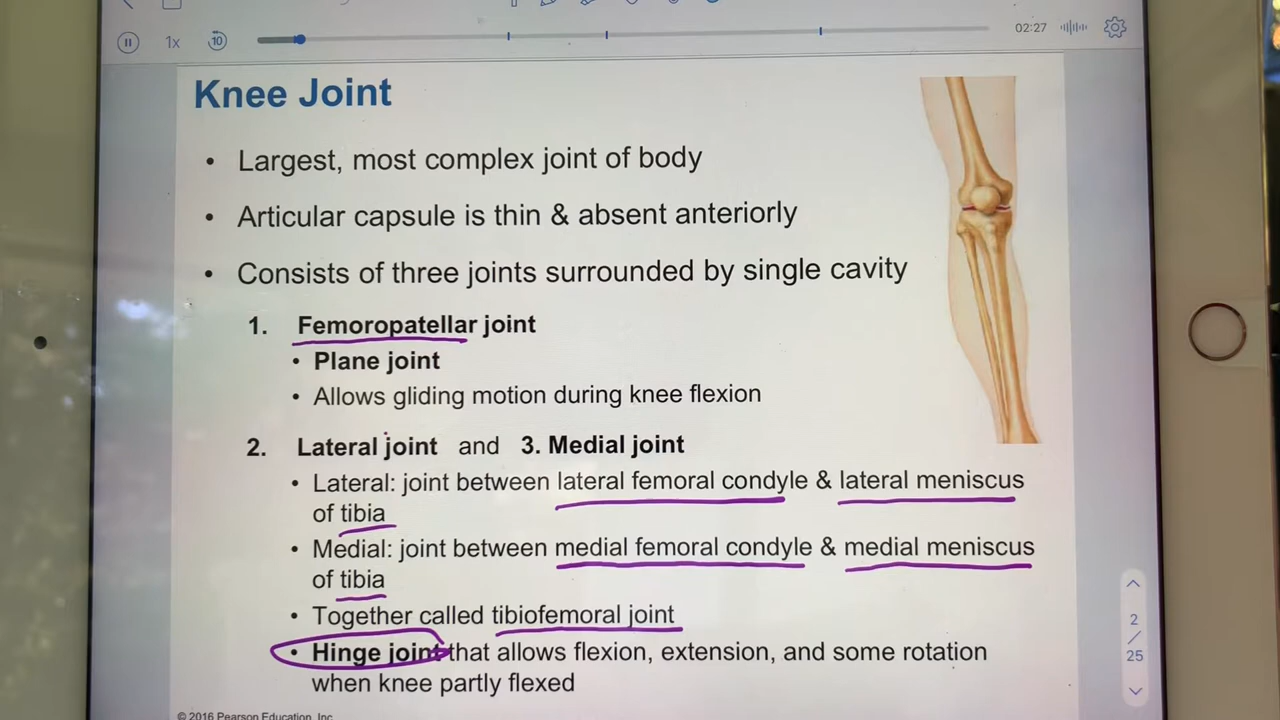 1x
10
02:27
Knee Joint
• Largest, most complex joint of body
• Articular capsule is thin & absent anteriorly
• Consists of three joints surrounded by single cavity
1. Femoropatellar joint
• Plane joint
• Allows gliding motion during knee flexion
2. Lateral joint and 3. Medial joint
• Lateral: joint between lateral femoral condyle & lateral meniscus
of tibia
• Medial: joint between medial femoral condyle & medial meniscus
of tibia
• Together called tibiofemoral joint
• Hinge joint that allows flexion, extension, and some rotation
when knee partly flexed
2
/
25
© 2016 Pearson Education, Inc.